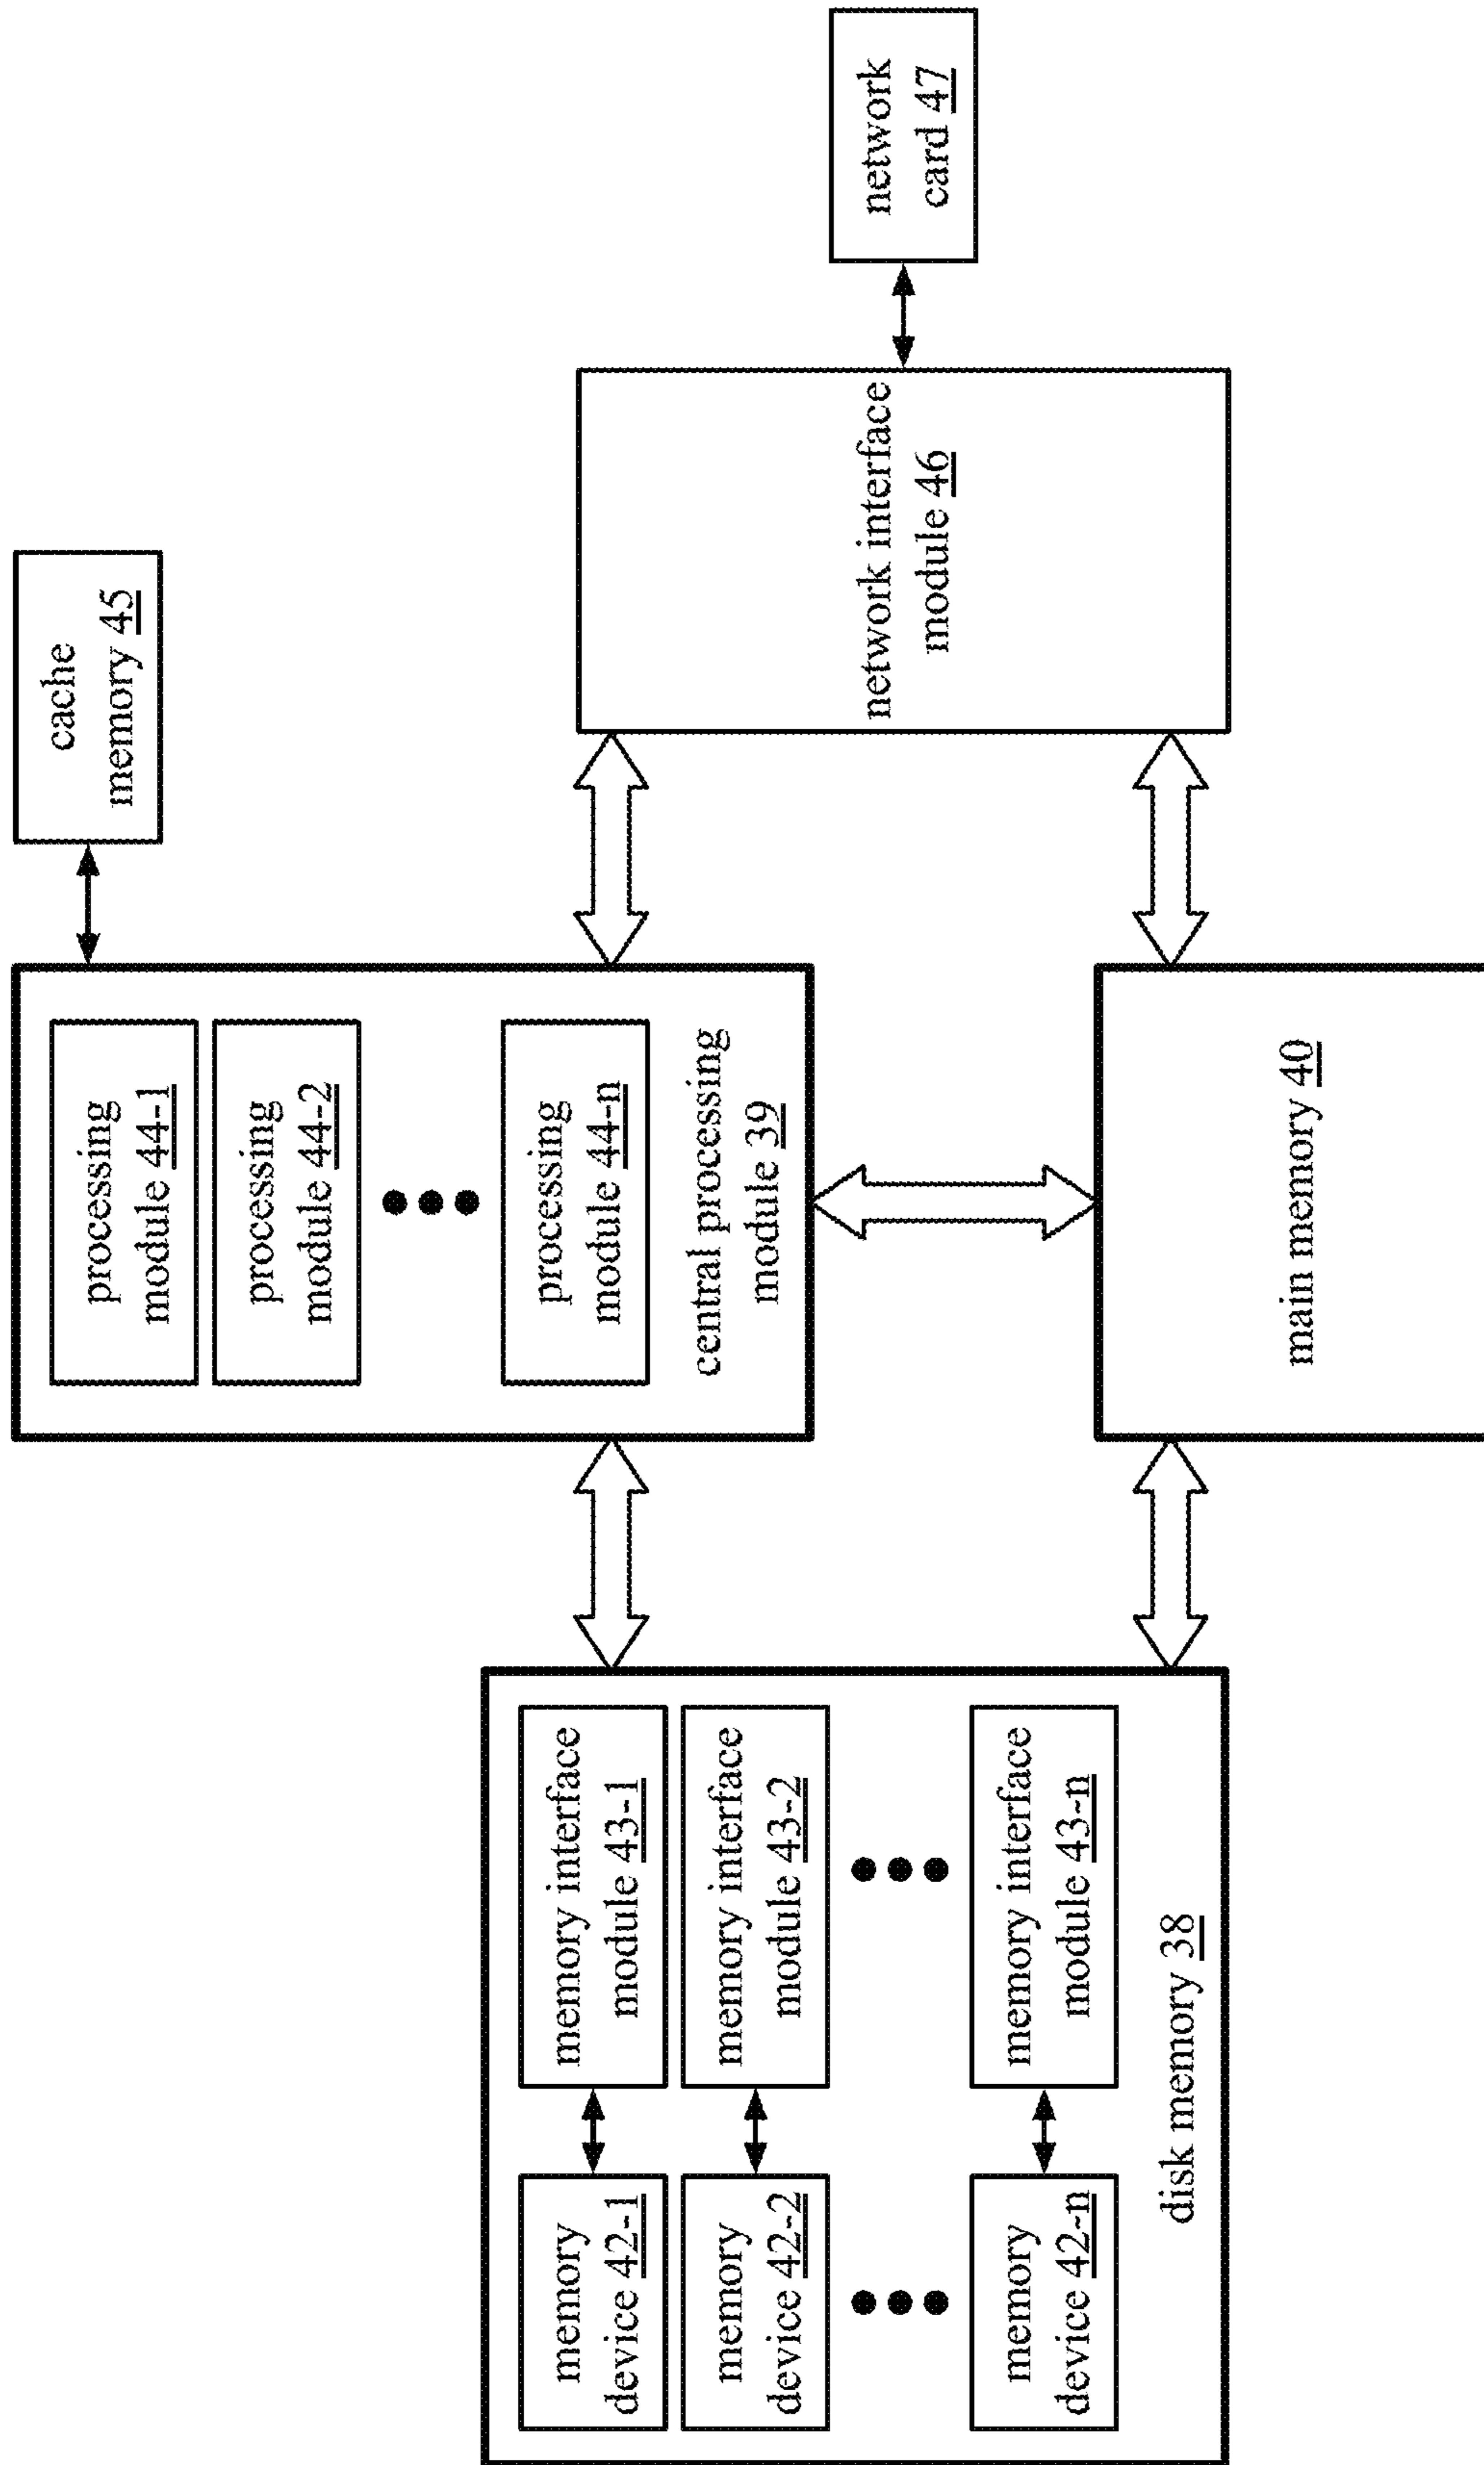 cache
memory 45
processing
module 44-1
processing
module 44-2
processing
module 44-n
central processing
module 39
memory
device 42-1
memory interface
module 43-1
memory
device 42-2
memory interface
module 43-2
memory
device 42-n
memory interface
module 43-n
disk memory 38
main memory 40
network interface
module 46
network
card 47